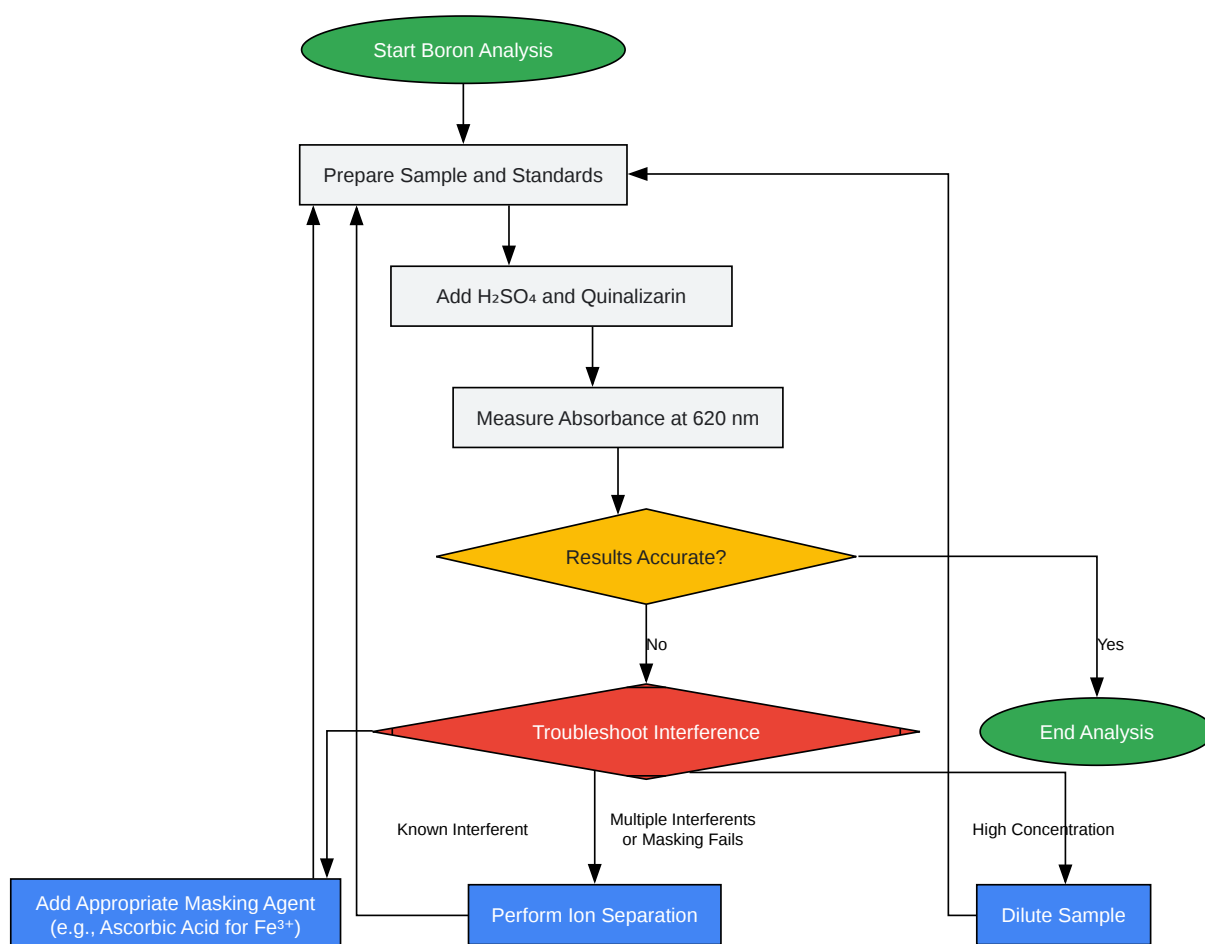 Start Boron Analysis
Prepare Sample and Standards
Add H₂SO₄ and Quinalizarin
Measure Absorbance at 620 nm
Results Accurate?
No
Yes
Troubleshoot Interference
End Analysis
Known Interferent
Multiple Interferents
or Masking Fails
High Concentration
Add Appropriate Masking Agent
(e.g., Ascorbic Acid for Fe³⁺)
Perform Ion Separation
Dilute Sample